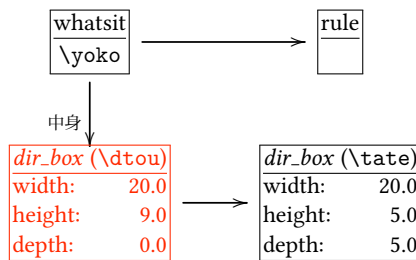 whatsit
\yoko
rule
中身
dir_box (\dtou)
width: 20.0
height: 9.0
depth: 0.0
dir_box (\tate)
width: 20.0
height: 5.0
depth: 5.0